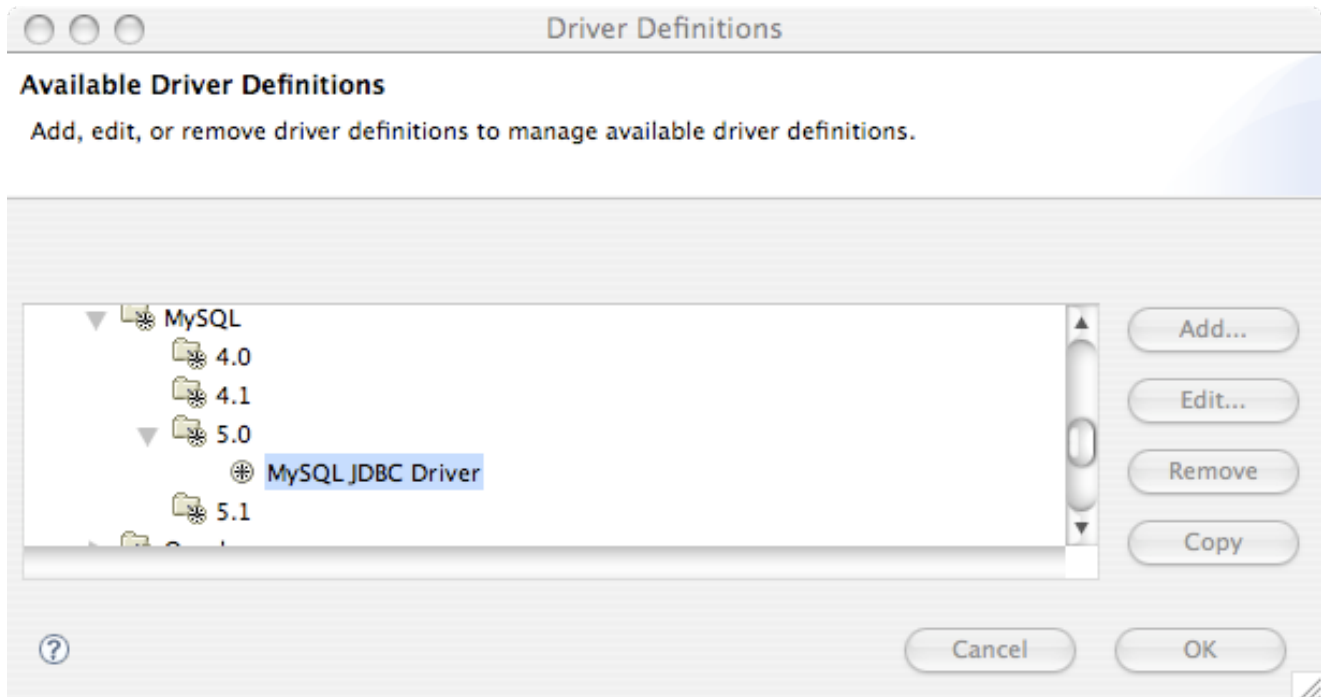 Driver Definitions
Available Driver Definitions
Add, edit, or remove driver definitions to manage available driver definitions.
MySQL
4.0
4.1
5.0
MySQL JDBC Driver
5.1
Add...
Edit...
Remove
Copy
?
Cancel
OK